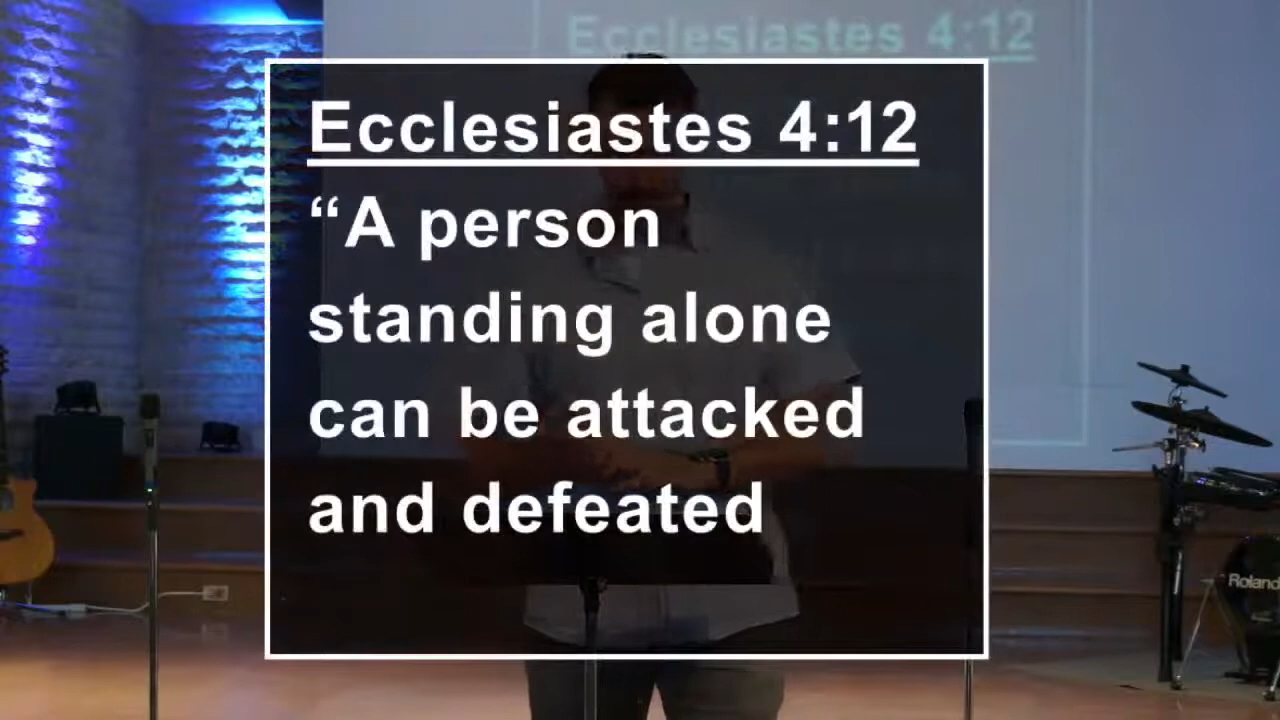 Ecclesiastes 4:12
Ecclesiastes 4:12
“A person
standing alone
can be attacked
and defeated
Roland